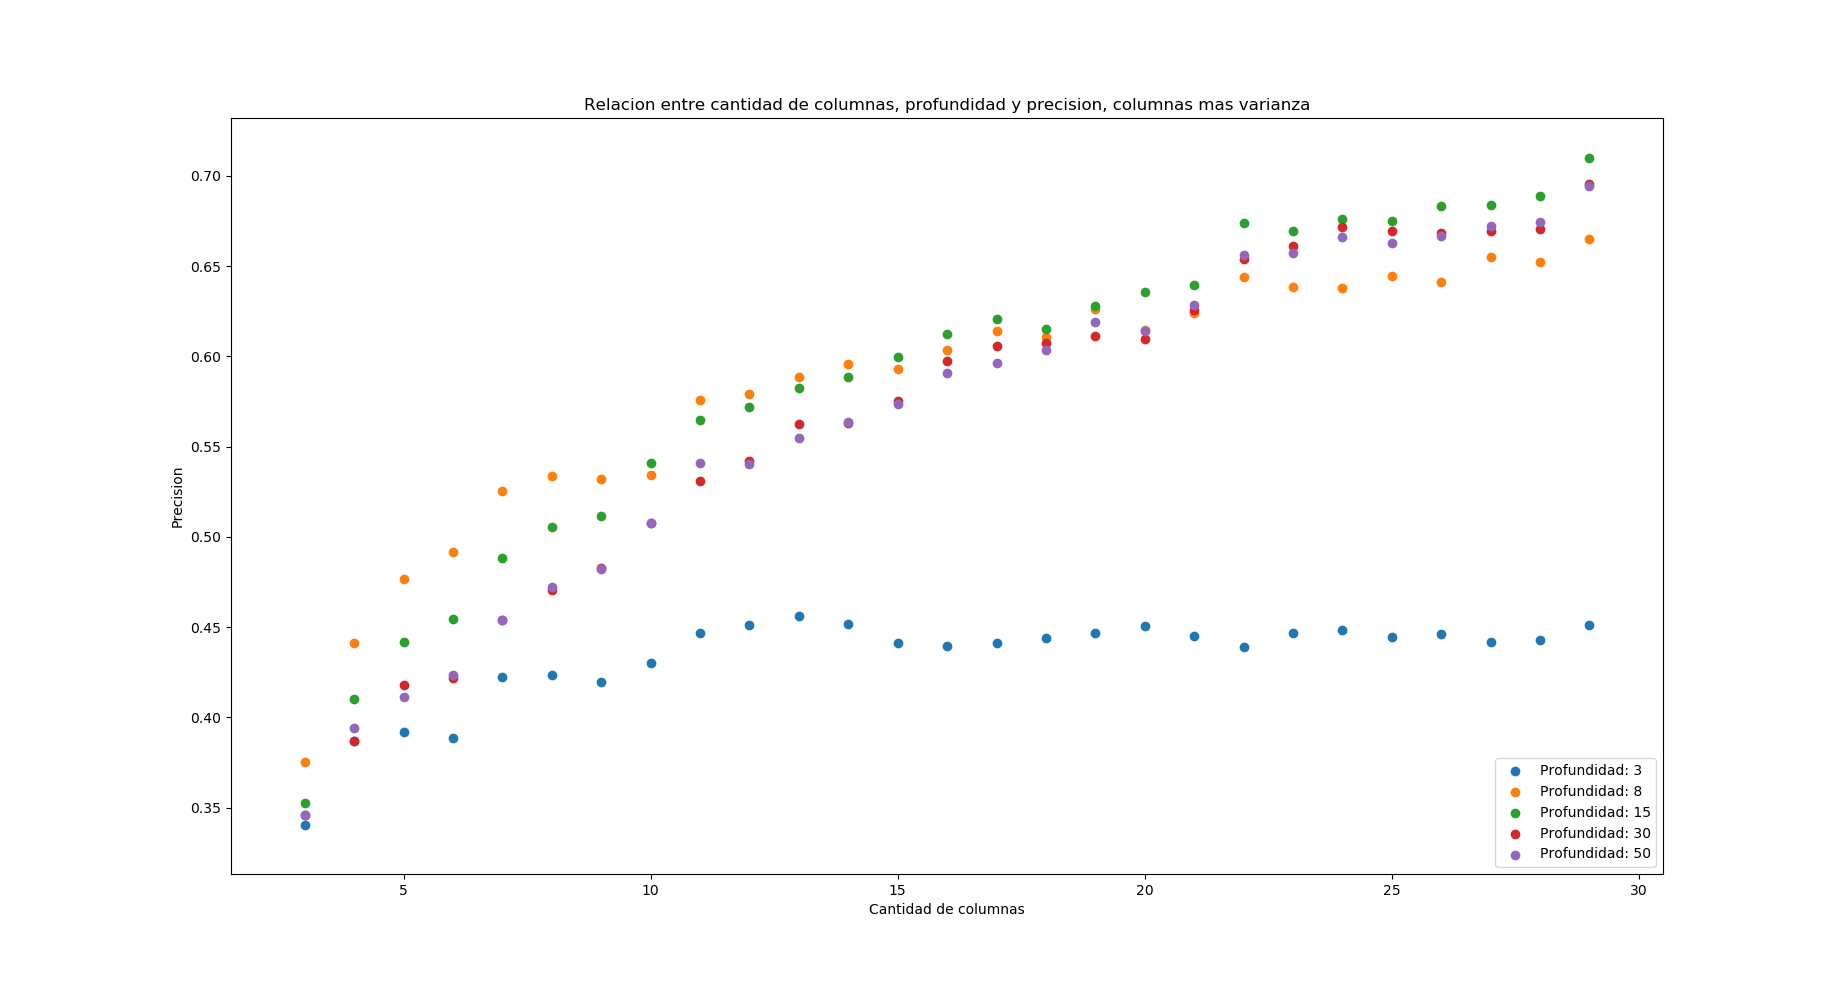 Relacion entre cantidad de columnas, profundidad y precision, columnas mas varianza
0.70
0.65
0.60
0.55
0.50
0.45
0.40
0.35
Precision
5 10 15 20 25 30
Cantidad de columnas
Profundidad: 3
Profundidad: 8
Profundidad: 15
Profundidad: 30
Profundidad: 50